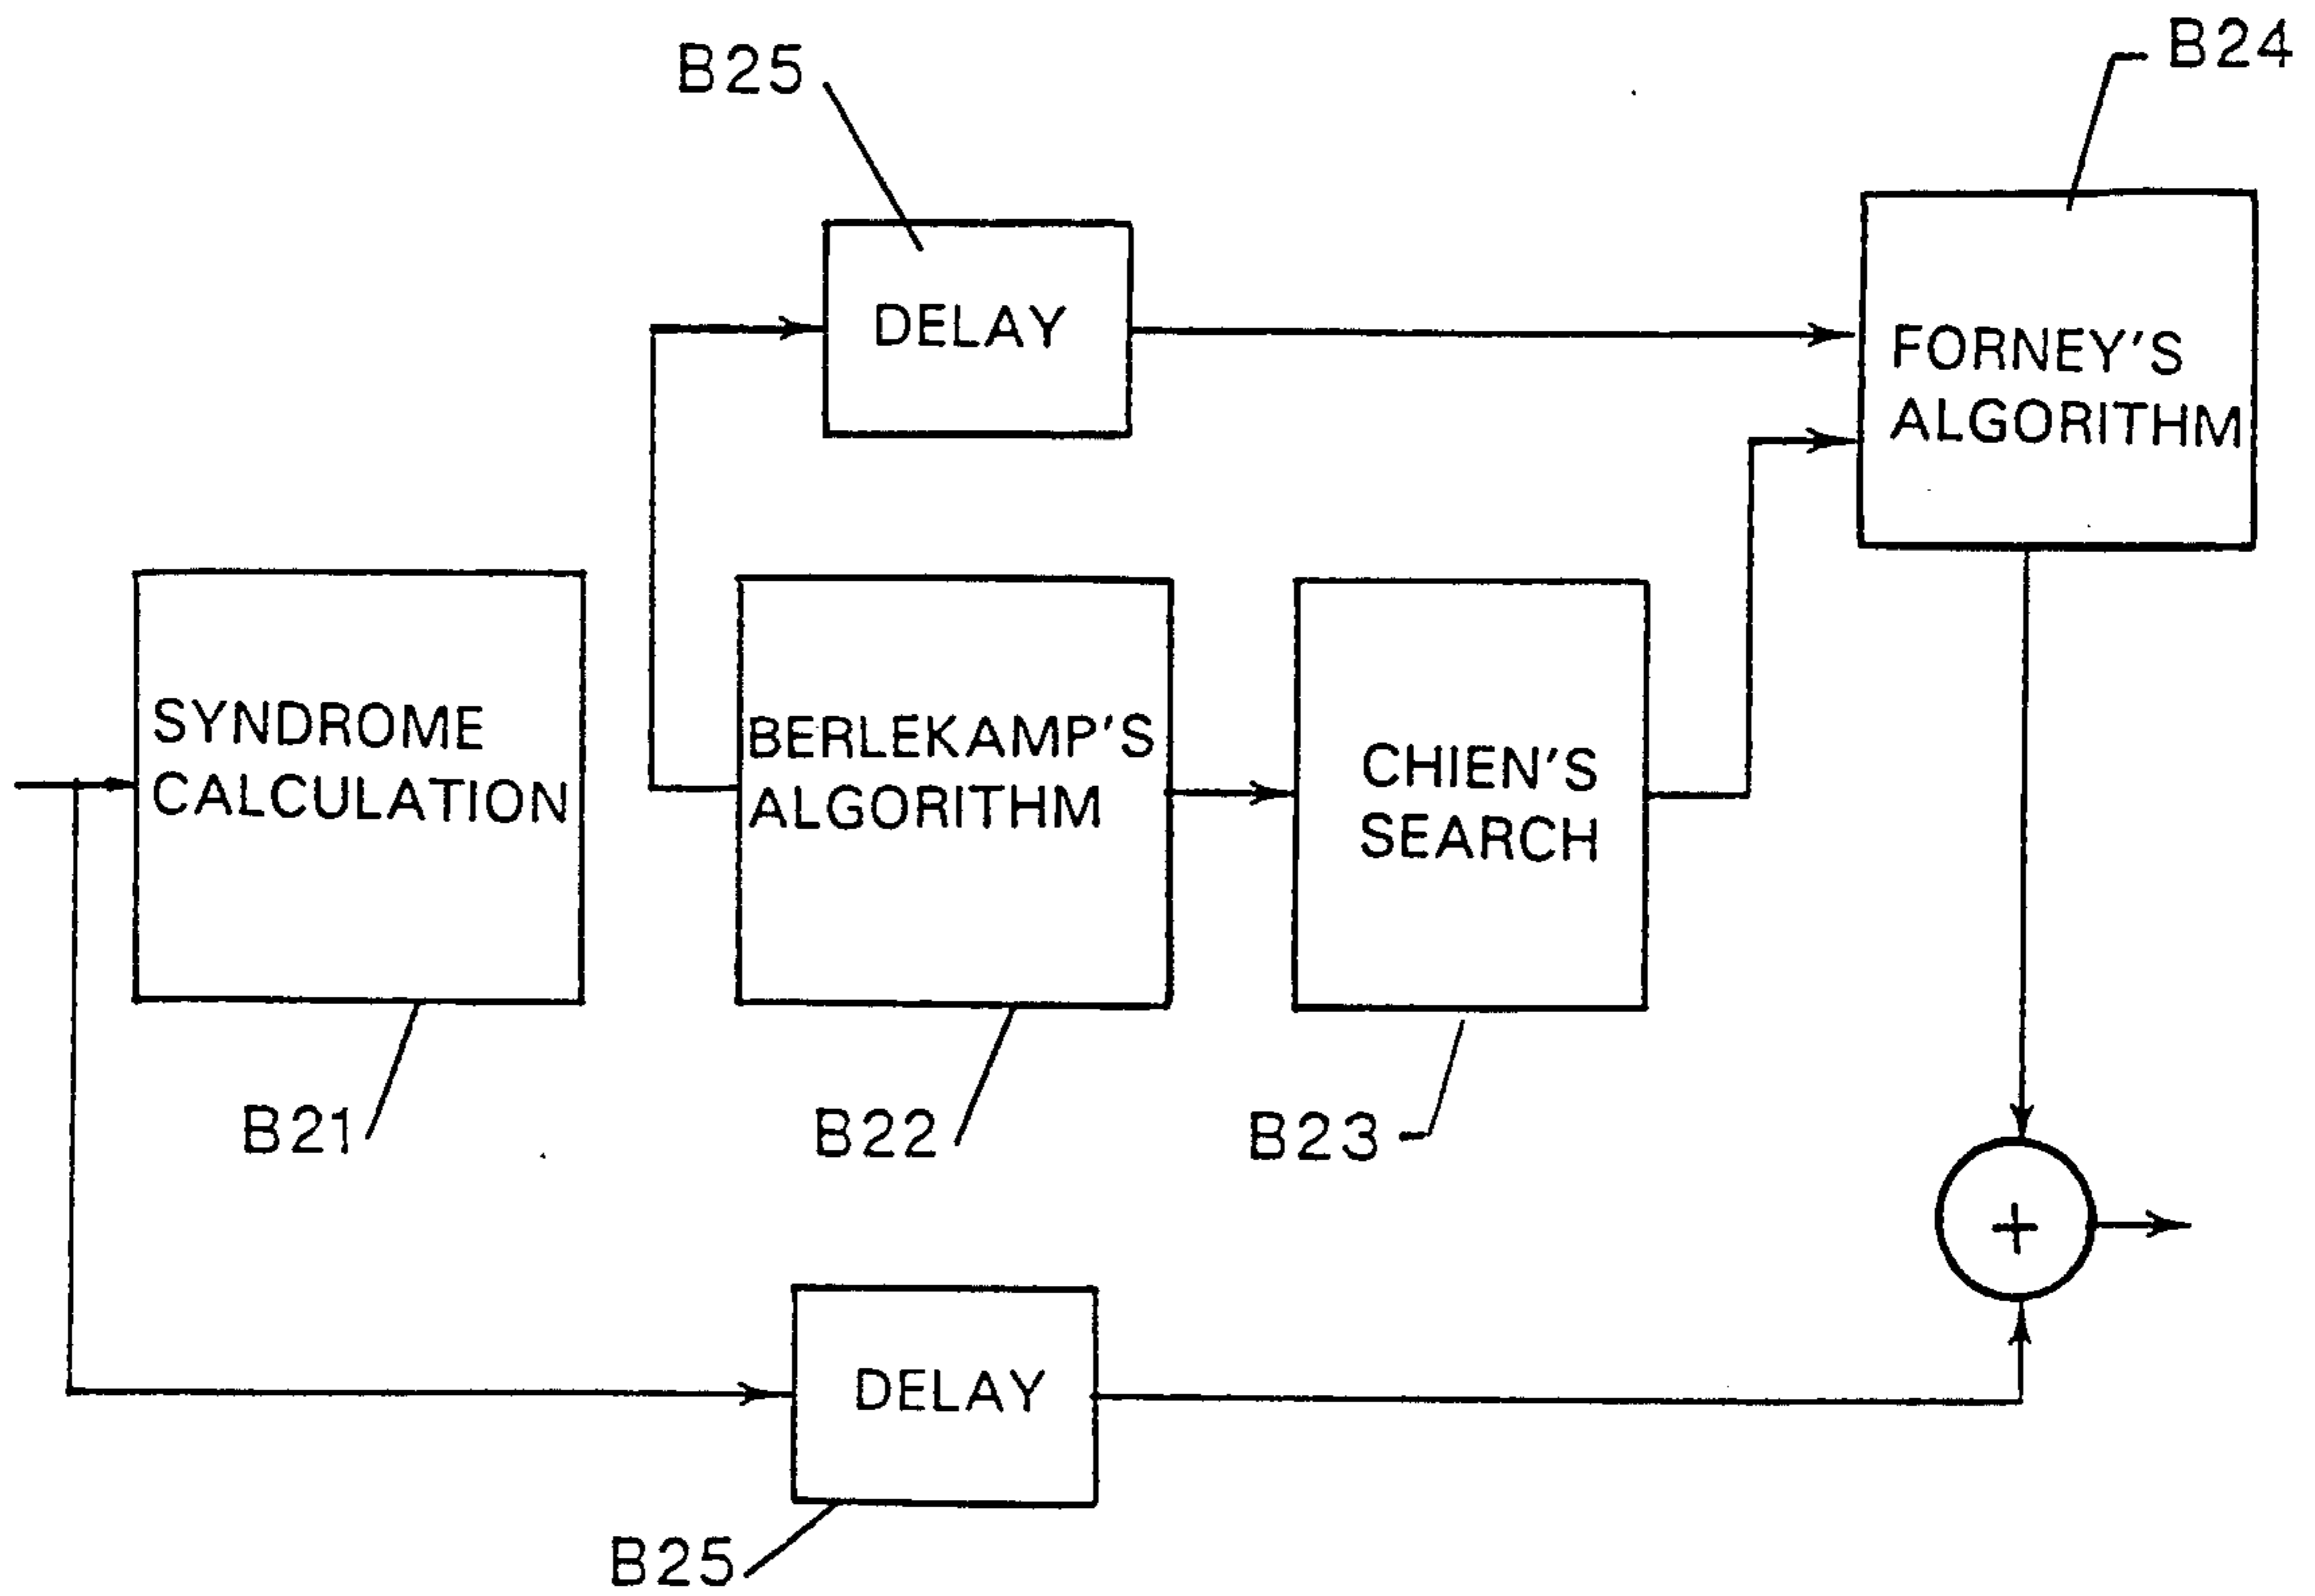 B25
B24
DELAY
FORNEY'S
ALGORITHM
SYNDROME
CALCULATION
BERLEKAMP'S
ALGORITHM
CHIEN'S
SEARCH
B21
B22
B23
+
DELAY
B25